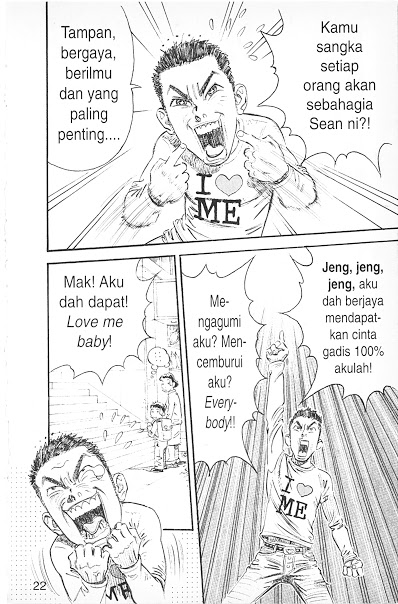 Kamu
sangka
setiap
orang akan
sebahagia
Sean ni?!
Tampan,
bergaya,
berilmu
dan yang
paling
penting....
I ♡
ME
Jeng, jeng,
jeng, aku
dah berjaya
mendapat-
kan cinta
gadis 100%
akulah!
Me-
ngagumi
aku? Men-
cemburui
aku?
Every-
body!!
I ♡
ME
Mak! Aku
dah dapat!
Love me
baby!
...
I
ME
22